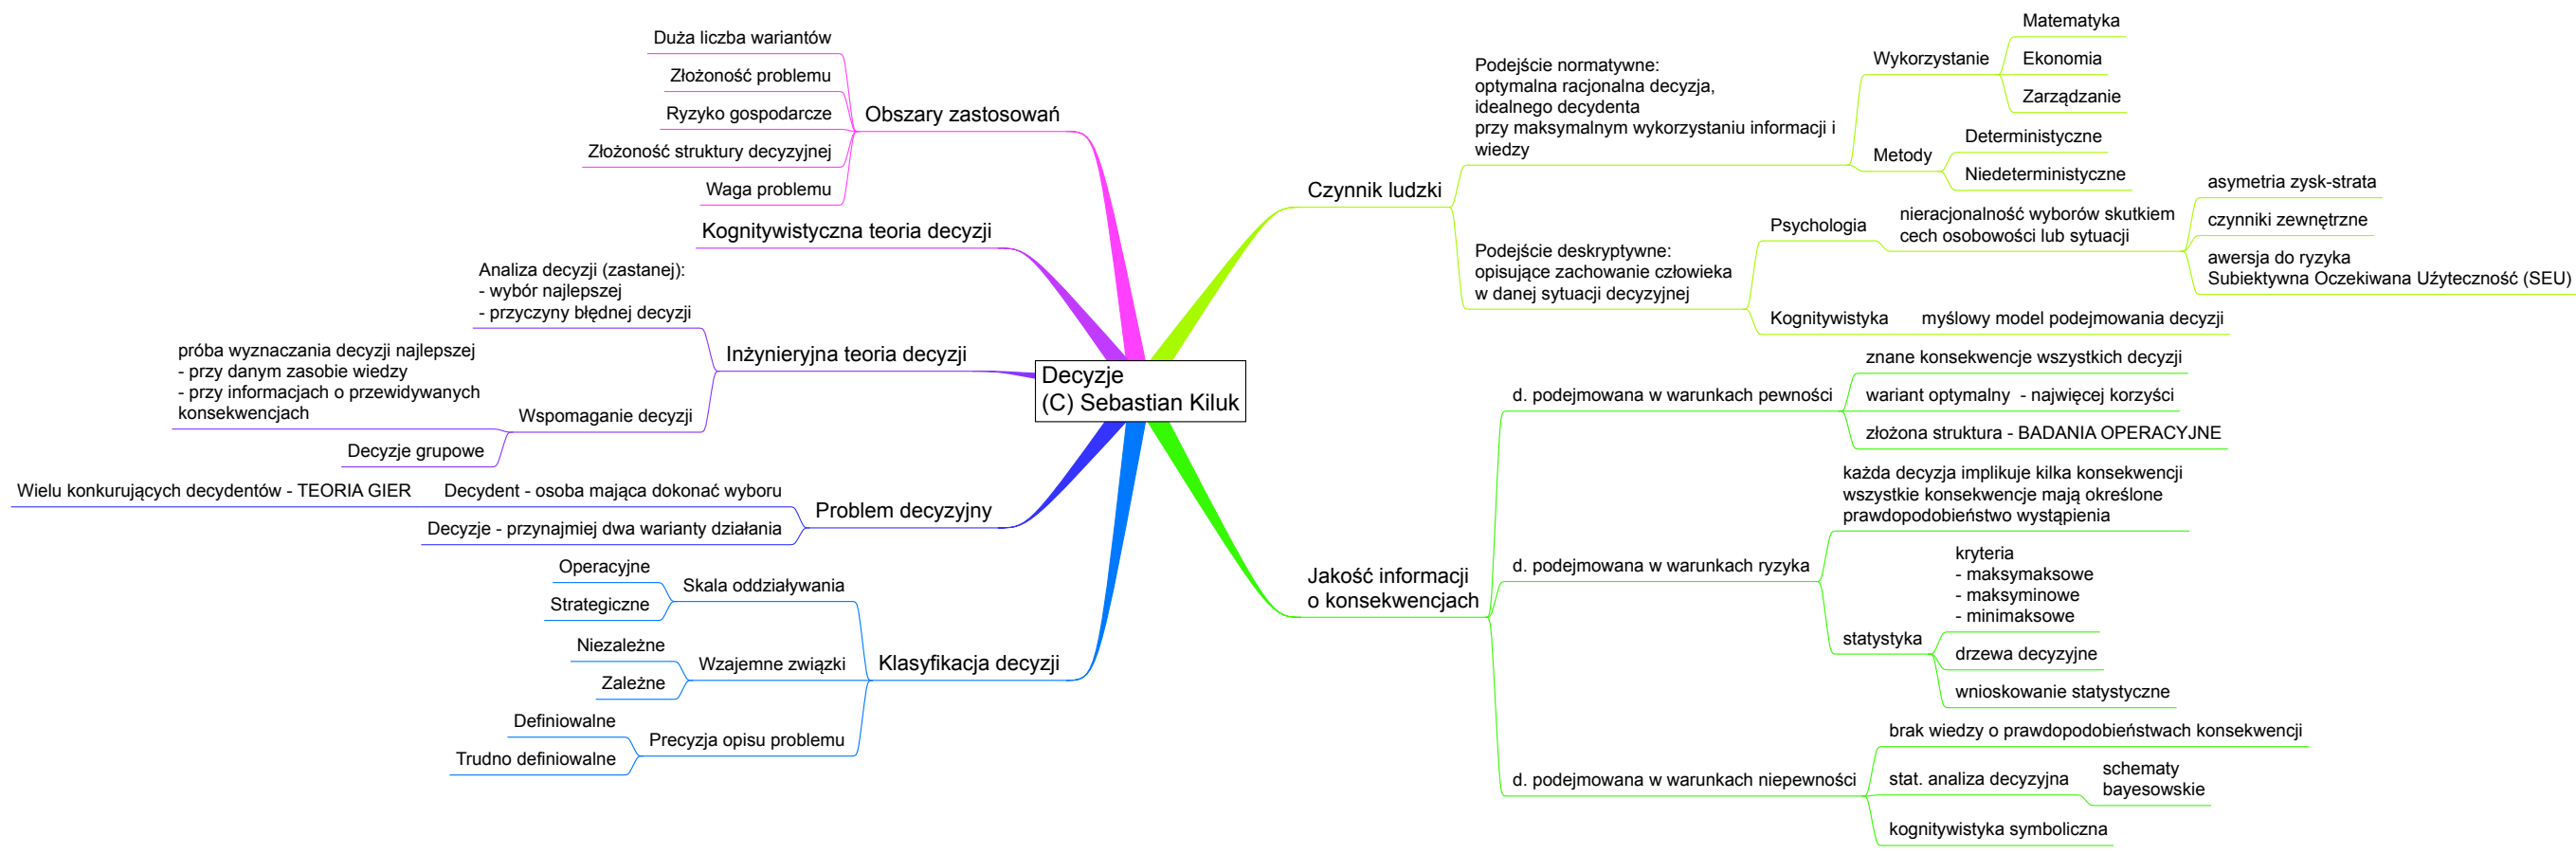 Decyzje
(C) Sebastian Kiluk
Obszary zastosowań
Duża liczba wariantów
Złożoność problemu
Ryzyko gospodarcze
Złożoność struktury decyzyjnej
Waga problemu
Kognitywistyczna teoria decyzji
Inżynieryjna teoria decyzji
Analiza decyzji (zastanej):
- wybór najlepszej
- przyczyny błędnej decyzji
Wspomaganie decyzji
próba wyznaczania decyzji najlepszej
- przy danym zasobie wiedzy
- przy informacjach o przewidywanych
konsekwencjach
Decyzje grupowe
Problem decyzyjny
Decydent - osoba mająca dokonać wyboru
Wielu konkurujących decydentów - TEORIA GIER
Decyzje - przynajmiej dwa warianty działania
Klasyfikacja decyzji
Skala oddziaływania
Operacyjne
Strategiczne
Wzajemne związki
Niezależne
Zależne
Precyzja opisu problemu
Definiowalne
Trudno definiowalne
Czynnik ludzki
Podejście normatywne:
optymalna racjonalna decyzja,
idealnego decydenta
przy maksymalnym wykorzystaniu informacji i
wiedzy
Wykorzystanie
Matematyka
Ekonomia
Zarządzanie
Metody
Deterministyczne
Niedeterministyczne
Podejście deskryptywne:
opisujące zachowanie człowieka
w danej sytuacji decyzyjnej
Psychologia
nieracjonalność wyborów skutkiem
cech osobowości lub sytuacji
asymetria zysk-strata
czynniki zewnętrzne
awersja do ryzyka
Subiektywna Oczekiwana Użyteczność (SEU)
Kognitywistyka
myślowy model podejmowania decyzji
Jakość informacji
o konsekwencjach
d. podejmowana w warunkach pewności
znane konsekwencje wszystkich decyzji
wariant optymalny - najwięcej korzyści
złożona struktura - BADANIA OPERACYJNE
d. podejmowana w warunkach ryzyka
każda decyzja implikuje kilka konsekwencji
wszystkie konsekwencje mają określone
prawdopodobieństwo wystąpienia
statystyka
kryteria
- maksymaksowe
- maksyminowe
- minimaksowe
drzewa decyzyjne
wnioskowanie statystyczne
d. podejmowana w warunkach niepewności
brak wiedzy o prawdopodobieństwach konsekwencji
stat. analiza decyzyjna
schematy
bayesowskie
kognitywistyka symboliczna